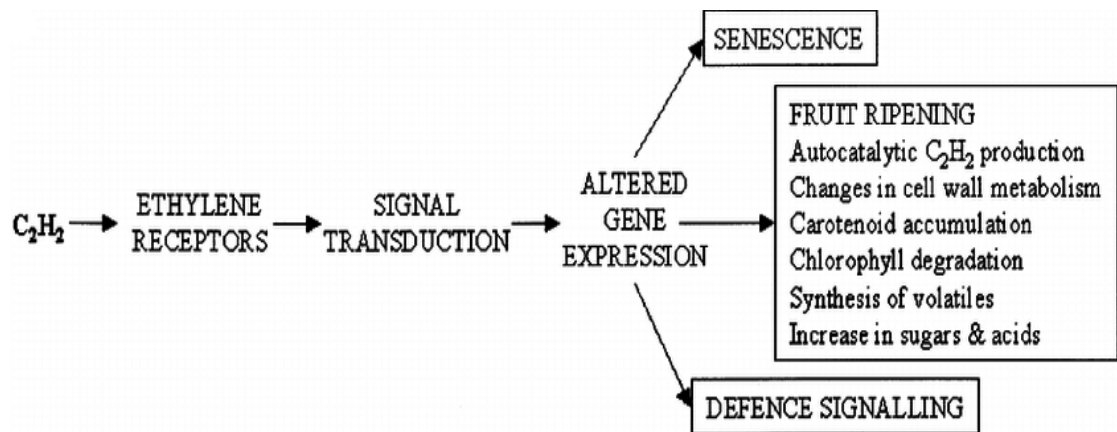 SENESCENCE
FRUIT RIPENING
Autocatalytic C₂H₂ production
Changes in cell wall metabolism
Carotenoid accumulation
Chlorophyll degradation
Synthesis of volatiles
Increase in sugars & acids
C₂H₂
ETHYLENE
RECEPTORS
SIGNAL
TRANSDUCTION
ALTERED
GENE
EXPRESSION
DEFENCE SIGNALLING